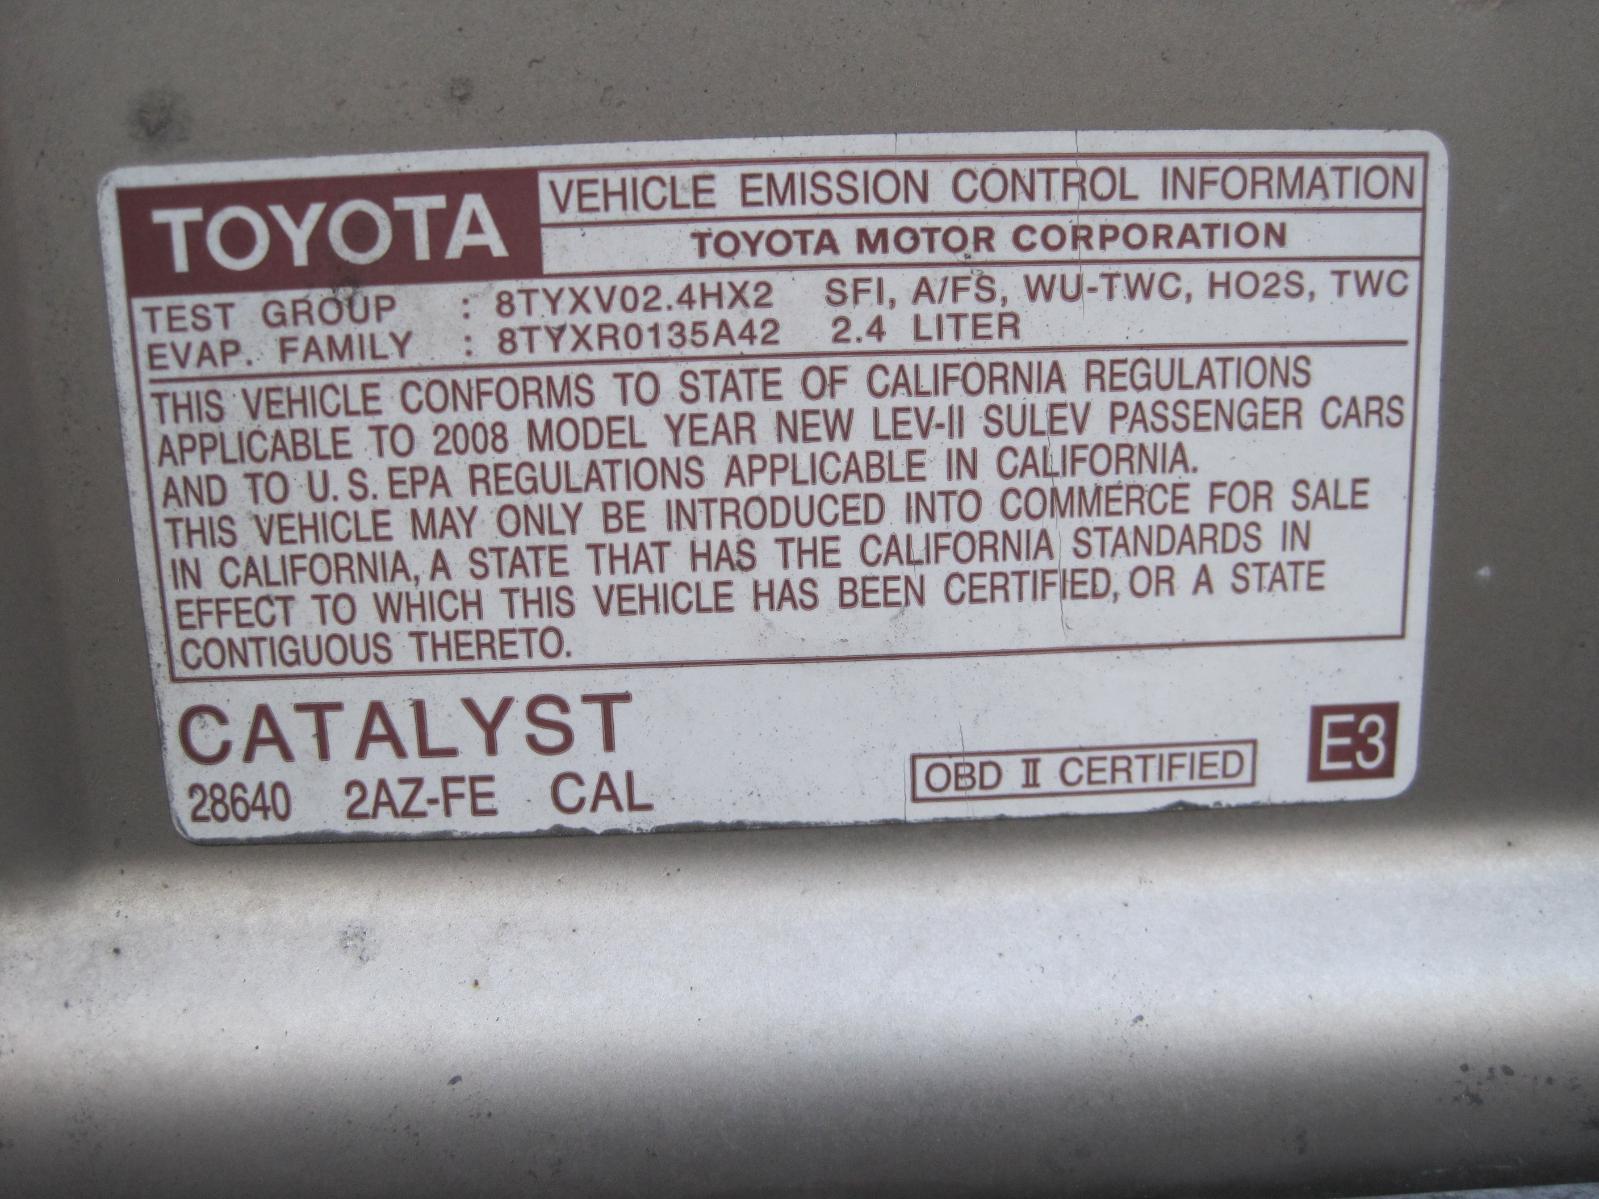 TOYOTA
VEHICLE EMISSION CONTROL INFORMATION
TOYOTA MOTOR CORPORATION
TEST GROUP : 8TYXV02.4HX2 SFI, A/FS, WU-TWC, HO2S, TWC
EVAP. FAMILY : 8TYXR0135A42 2.4 LITER
THIS VEHICLE CONFORMS TO STATE OF CALIFORNIA REGULATIONS
APPLICABLE TO 2008 MODEL YEAR NEW LEV-II SULEV PASSENGER CARS
AND TO U.S. EPA REGULATIONS APPLICABLE IN CALIFORNIA.
THIS VEHICLE MAY ONLY BE INTRODUCED INTO COMMERCE FOR SALE
IN CALIFORNIA, A STATE THAT HAS THE CALIFORNIA STANDARDS IN
EFFECT TO WHICH THIS VEHICLE HAS BEEN CERTIFIED, OR A STATE
CONTIGUOUS THERETO.
CATALYST
28640 2AZ-FE CAL
OBD II CERTIFIED
E3